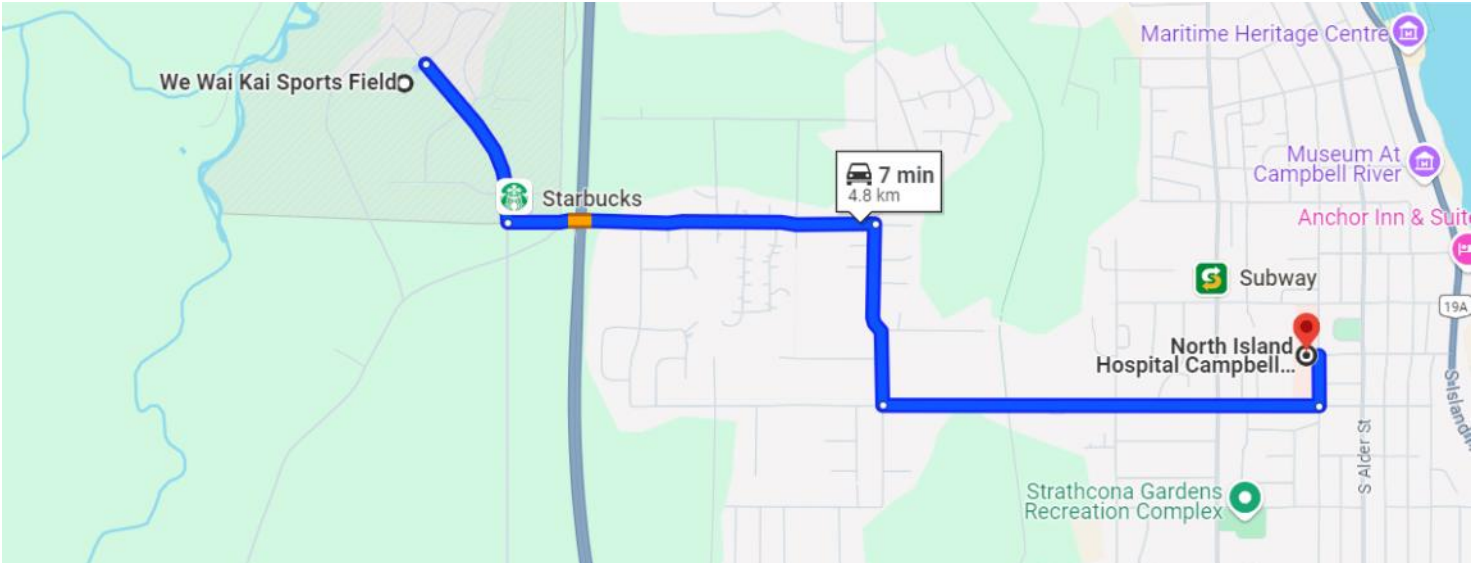 Maritime Heritage Centre
We Wai Kai Sports Field
Museum At
Campbell River
7 min
4.8 km
Starbucks
Anchor Inn & Suite
Subway
19A
North Island
Hospital Campbell...
S Island
S Alder St
Strathcona Gardens
Recreation Complex